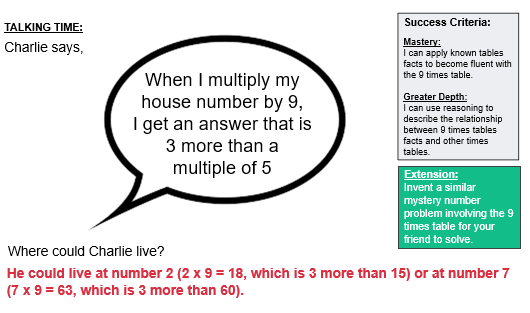 TALKING TIME:
Charlie says,
When I multiply my
house number by 9,
I get an answer that is
3 more than a
multiple of 5
Where could Charlie live?
He could live at number 2 (2 x 9 = 18, which is 3 more than 15) or at number 7
(7 x 9 = 63, which is 3 more than 60).
Success Criteria:
Mastery:
I can apply known tables
facts to become fluent with
the 9 times table.
Greater Depth:
I can use reasoning to
describe the relationship
between 9 times tables
facts and other times
tables.
Extension:
Invent a similar
mystery number
problem involving the 9
times table for your
friend to solve.